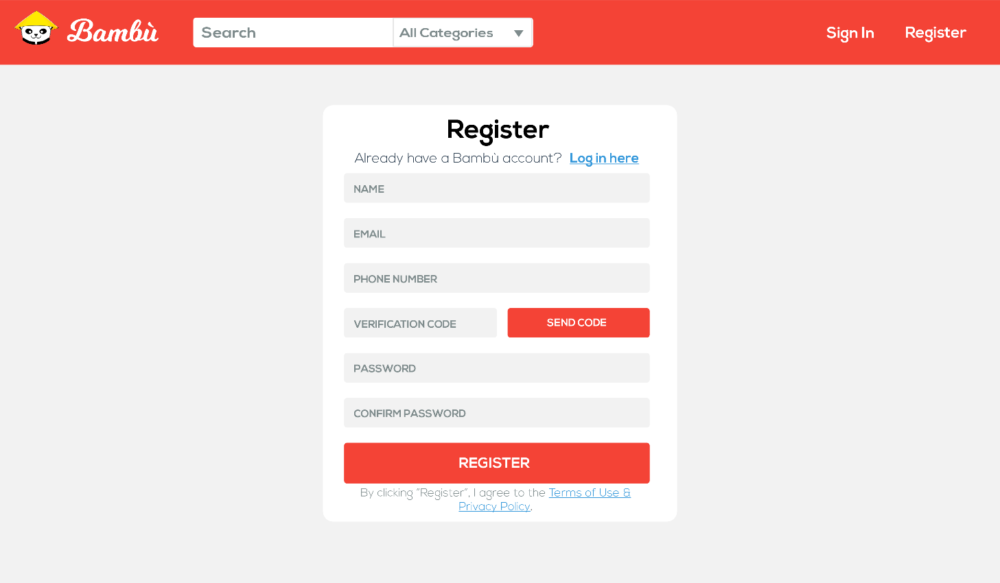 Bambù
Search
All Categories
Sign In
Register
Register
Already have a Bambù account? Log in here
NAME
EMAIL
PHONE NUMBER
VERIFICATION CODE
SEND CODE
PASSWORD
CONFIRM PASSWORD
REGISTER
By clicking “Register”, I agree to the Terms of Use &
Privacy Policy.